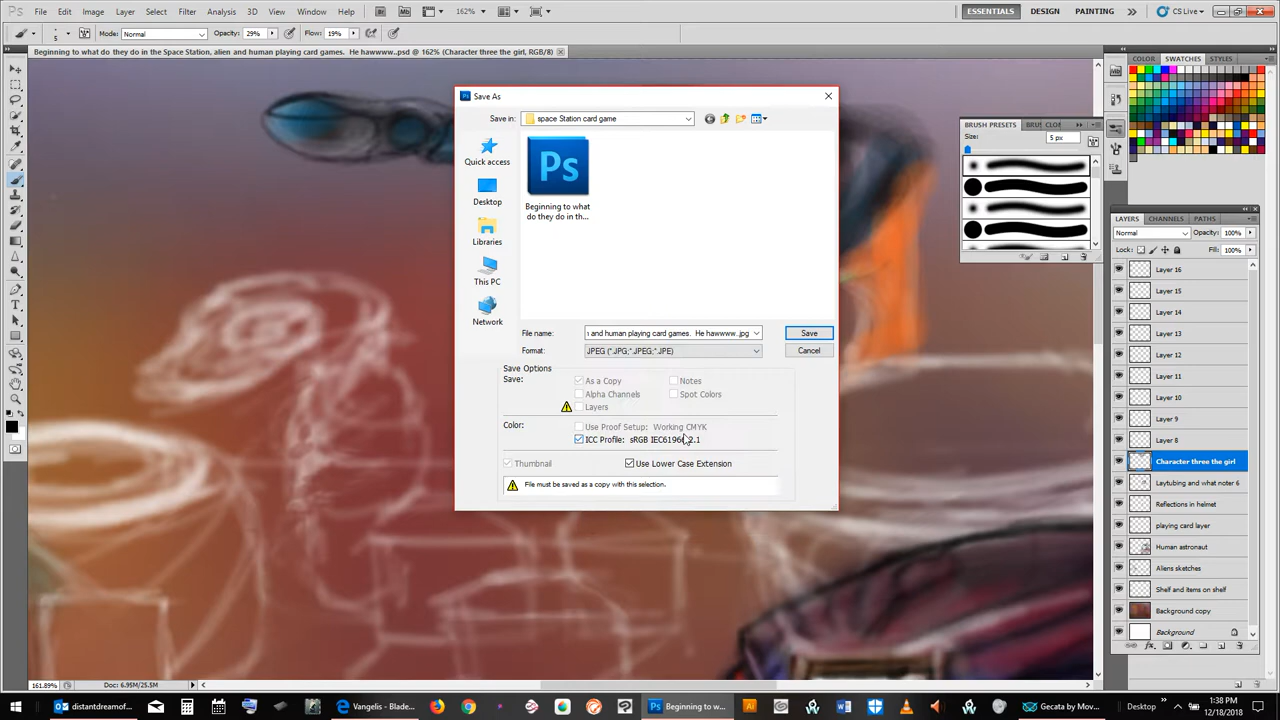 Ps File Edit Image Layer Select Filter Analysis 3D View Window Help Br 162% ESSENTIALS DESIGN PAINTING CS Live
Mode: Normal Opacity: 29% Flow: 19%
Beginning to what do they do in the Space Station, alien and human playing card games. He hawwww..psd @ 162% (Character three the girl, RGB/8)
COLOR SWATCHES STYLES
BRUSH PRESETS
Size: 5 px
Save As
Save in: space Station card game
Quick access
Desktop
Libraries
This PC
Network
Ps
Beginning to what
do they do in th...
File name: and human playing card games. He hawwww..jpg Save
Format: JPEG (*.JPG;*.JPEG;*.JPE) Cancel
Save Options
Save: As a Copy Notes
Alpha Channels Spot Colors
Layers
Color: Use Proof Setup: Working CMYK
ICC Profile: sRGB
Thumbnail Use Lower Case Extension
File must be saved as a copy with this selection.
LAYERS CHANNELS PATHS
Normal Opacity: 100%
Lock: Fill: 100%
Layer 16
Layer 15
Layer 14
Layer 13
Layer 12
Layer 11
Layer 10
Layer 9
Layer 8
Character three the girl
Laytubing and what noter 6
Reflections in helmet
playing card layer
Human astronaut
Aliens sketches
Shelf and items on shelf
Background copy
Background
161.89% Doc: 6.95M/25.5M
distantdreamof... Vangelis - Blade... Beginning to w... Gecata by Mov... Desktop 1:38 PM
12/18/2018